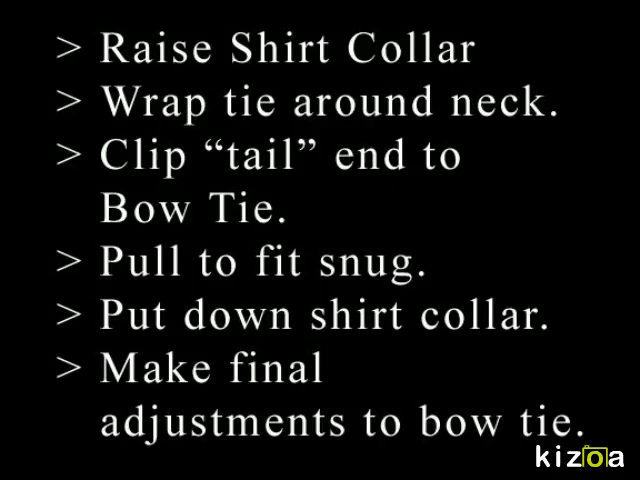 > Raise Shirt Collar
> Wrap tie around neck.
> Clip “tail” end to
Bow Tie.
> Pull to fit snug.
> Put down shirt collar.
> Make final
adjustments to bow tie.
kizoa